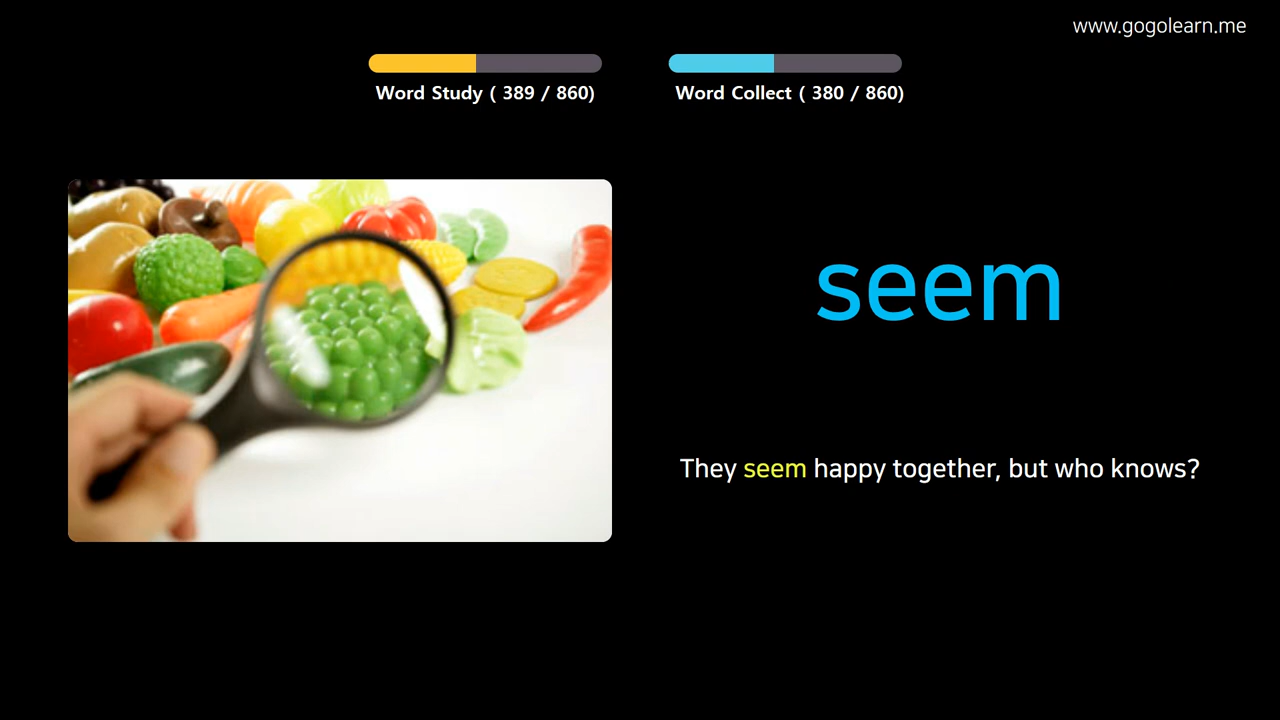 www.gogolearn.me
Word Study ( 389 / 860)
Word Collect ( 380 / 860)
seem
They seem happy together, but who knows?